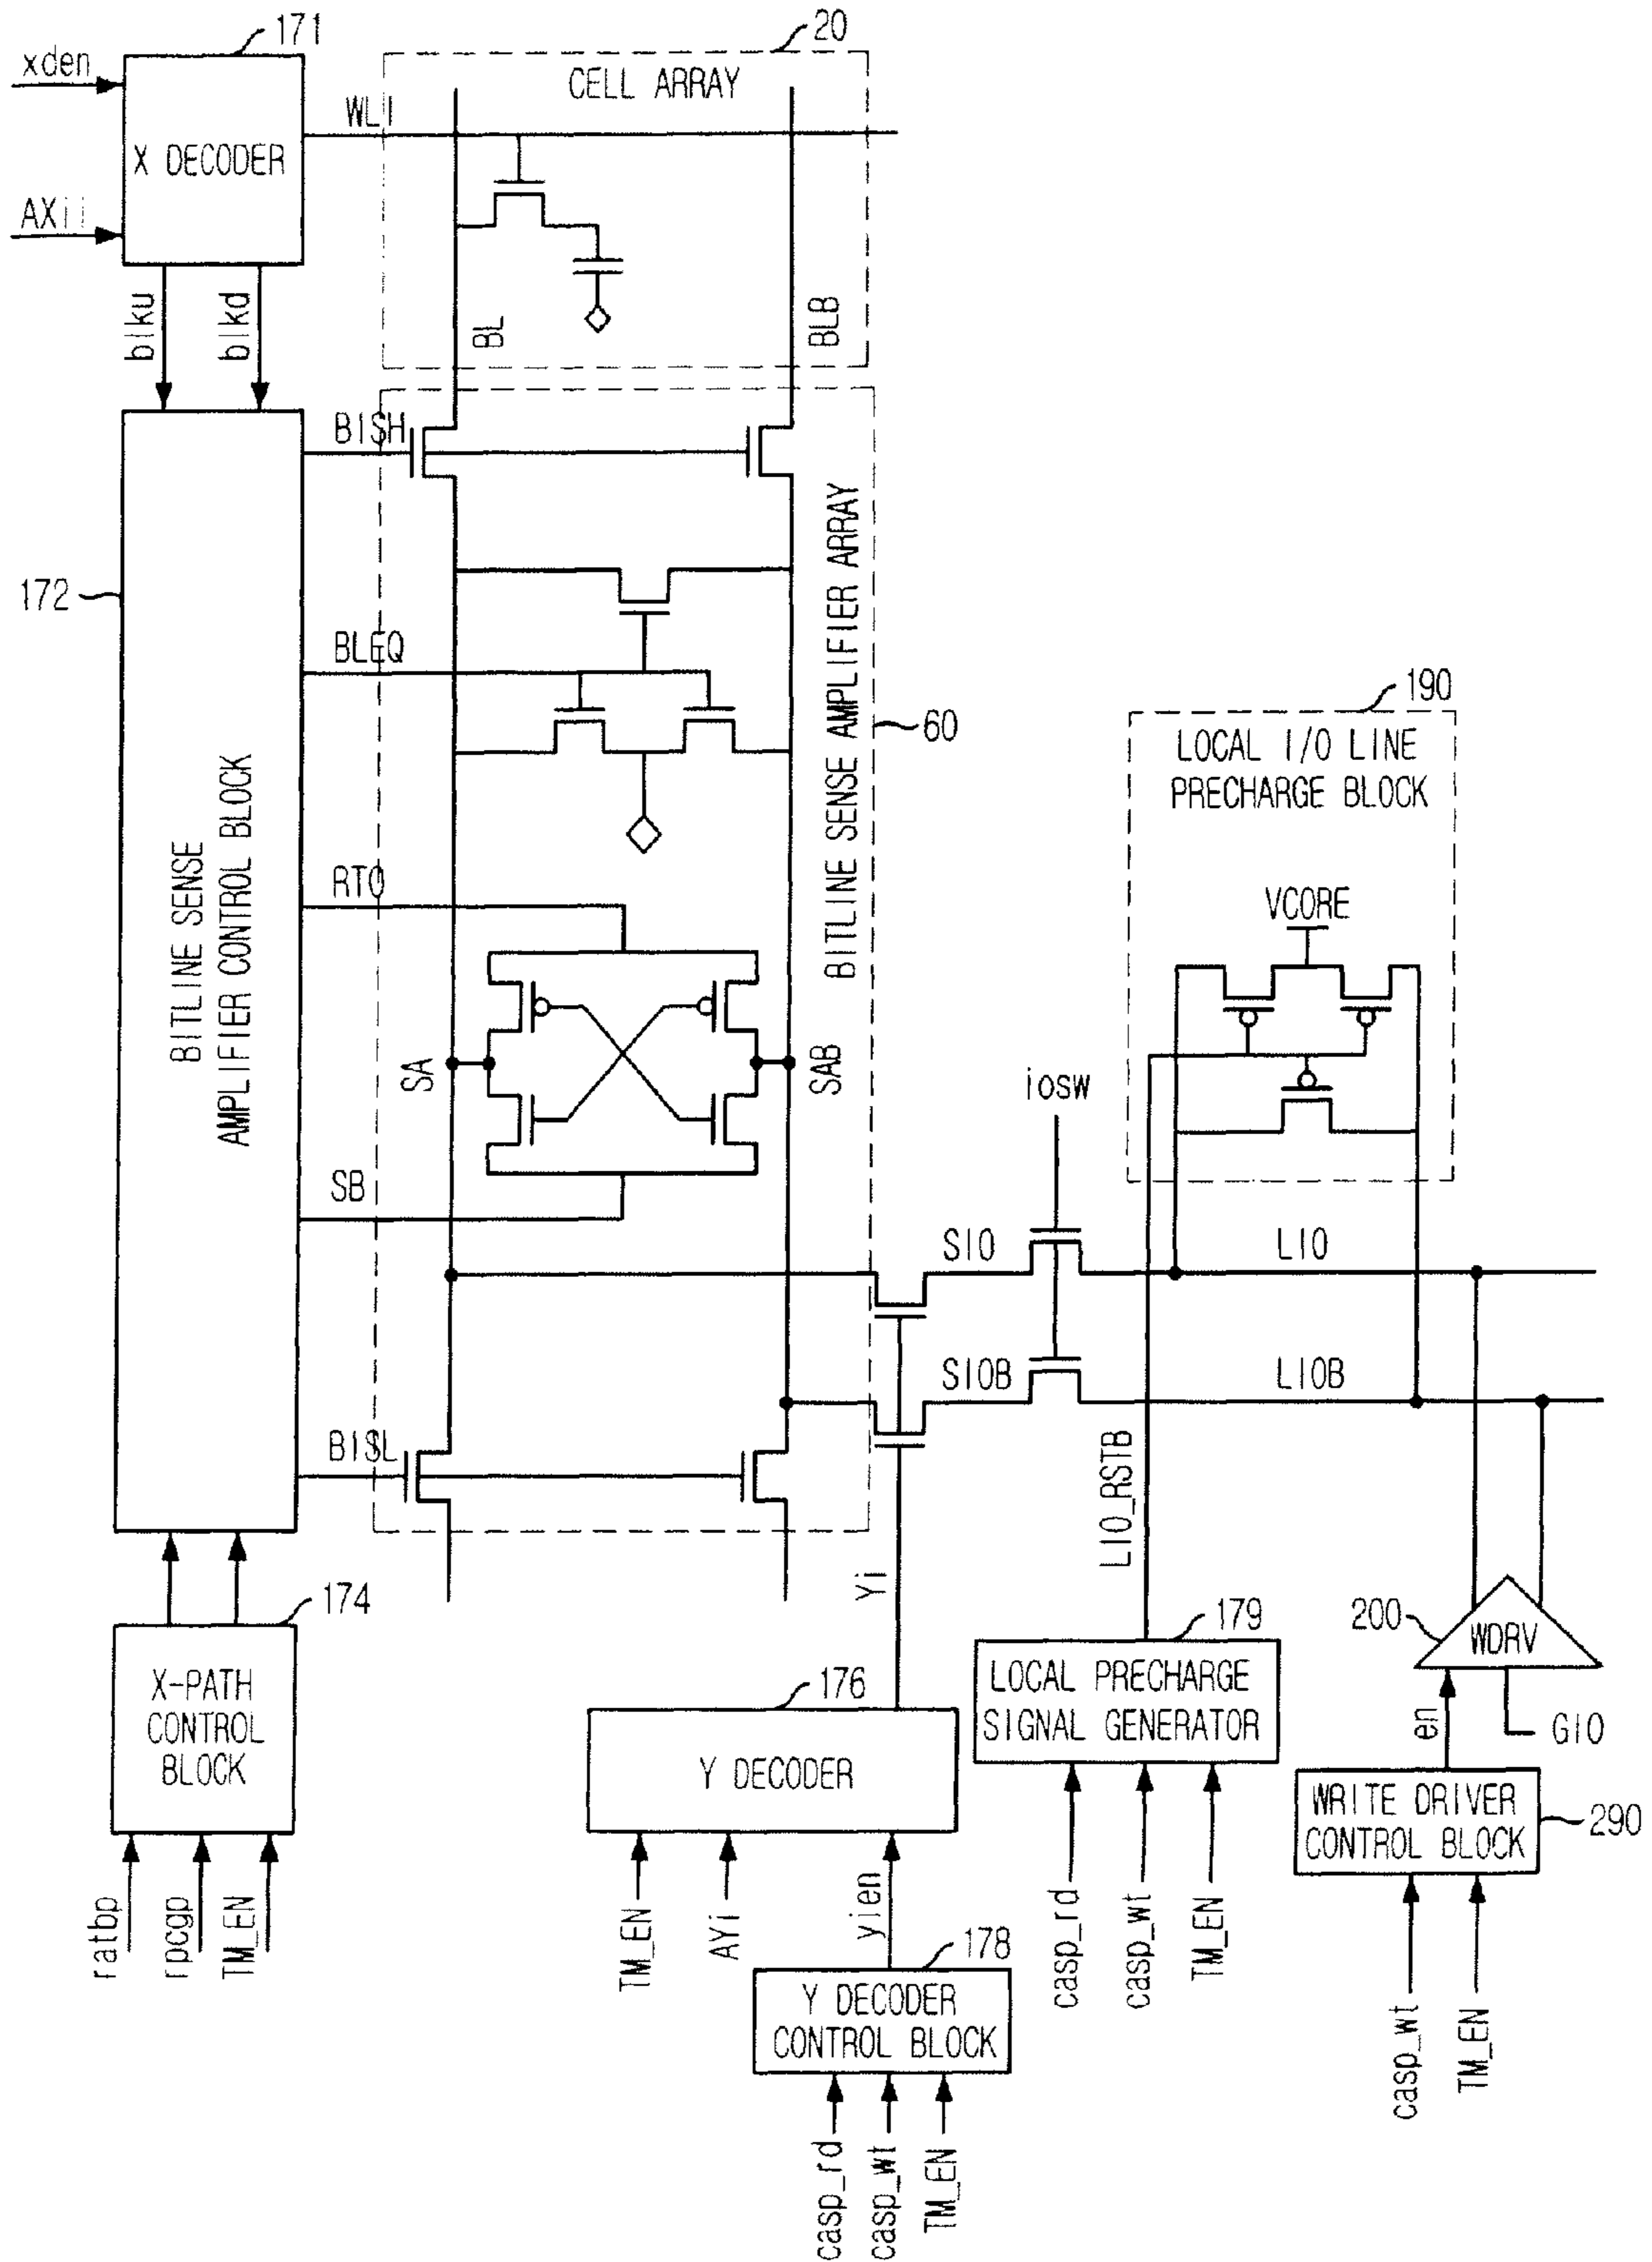 171
20
xden
X DECODER
AXij
WLI
CELL ARRAY
blku
blkd
BL
BLB
BISH
172
BLEQ
60
BITLINE SENSE AMPLIFIER ARRAY
BITLINE SENSE
AMPLIFIER CONTROL BLOCK
RTO
190
LOCAL I/O LINE
PRECHARGE BLOCK
VCORE
SA
SAB
iosw
SB
SIO
LIO
SIOB
LIOB
BISL
LIO_RSTB
Yi
174
X-PATH
CONTROL
BLOCK
ratbp
rpcgp
TM_EN
176
Y DECODER
TM_EN
AYi
yien
178
Y DECODER
CONTROL BLOCK
casp_rd
casp_wt
TM_EN
179
LOCAL PRECHARGE
SIGNAL GENERATOR
casp_rd
casp_wt
TM_EN
200
WDRV
en
GIO
WRITE DRIVER
CONTROL BLOCK
290
casp_wt
TM_EN